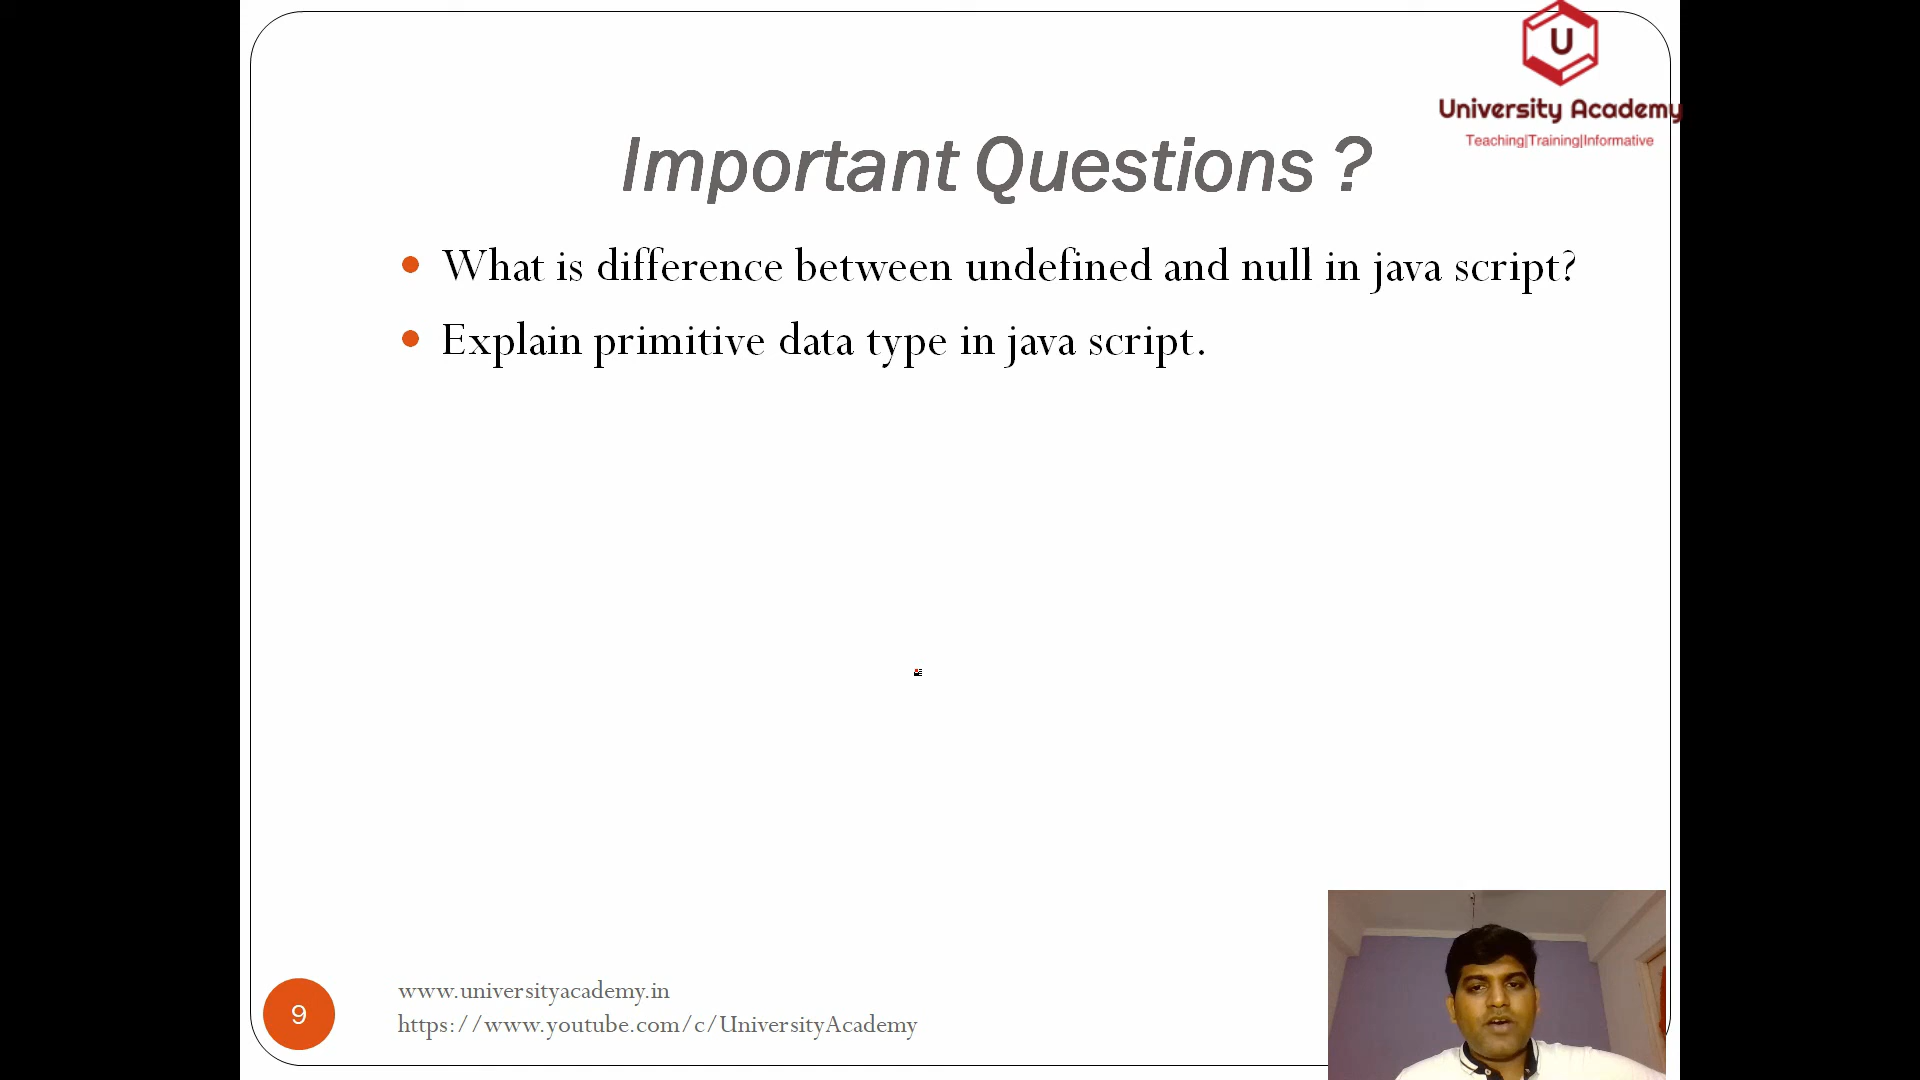 U
University Academy
Teaching|Training|Informative
Important Questions ?
What is difference between undefined and null in java script?
Explain primitive data type in java script.
www.universityacademy.in
https://www.youtube.com/c/UniversityAcademy
9